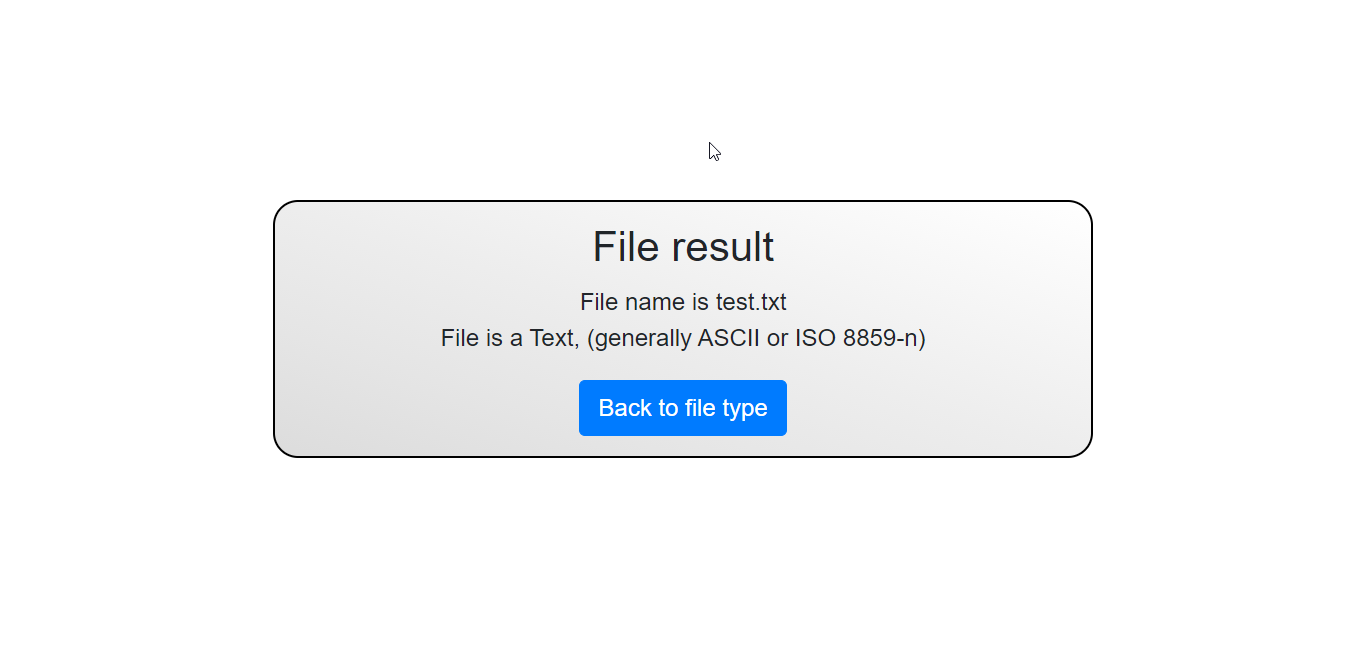 File result
File name is test.txt
File is a Text, (generally ASCII or ISO 8859-n)
Back to file type